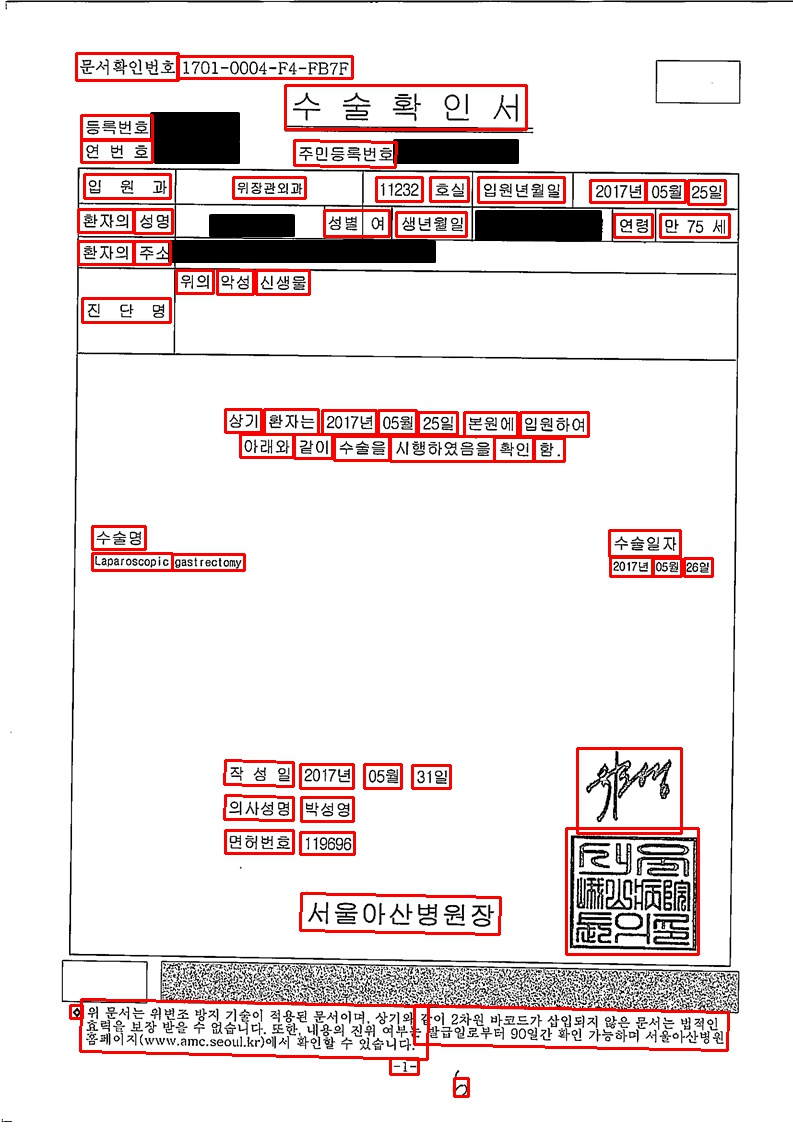 문서확인번호 1701-0004-F4-FB7F
수 술 확 인 서
등록번호
연 번 호 주민등록번호
입 원 과 위장관외과 11232 호실 입원년월일 2017년 05월 25일
환자의 성명 성별 여 생년월일 연령 만 75 세
환자의 주소
위의 악성 신생물
진 단 명
상기 환자는 2017년 05월 25일 본원에 입원하여
아래와 같이 수술을 시행하였음을 확인 함.
수술명 수술일자
Laparoscopic gastrectomy 2017년 05월 26일
작 성 일 2017년 05월 31일
의사성명 박성영
면허번호 119696
서울아산병원장
◈ 위 문서는 위변조 방지 기술이 적용된 문서이며, 상기와 같이 2차원 바코드가 삽입되지 않은 문서는 법적인
효력을 보장 받을 수 없습니다. 또한, 내용의 진위 여부는 발급일로부터 90일간 확인 가능하며 서울아산병원
홈페이지(www.amc.seoul.kr)에서 확인할 수 있습니다.
-1-